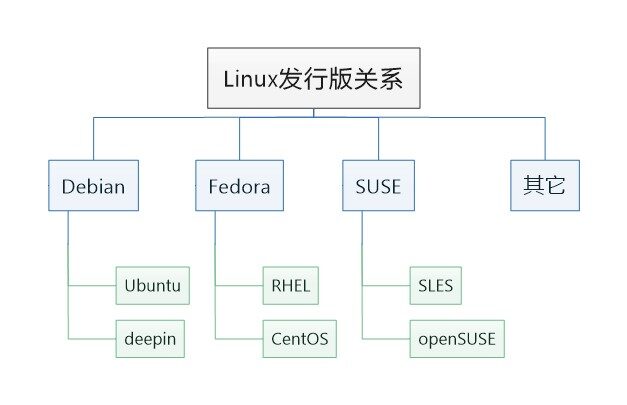 Linux发行版关系
Debian
Fedora
SUSE
其它
Ubuntu
RHEL
SLES
deepin
CentOS
openSUSE